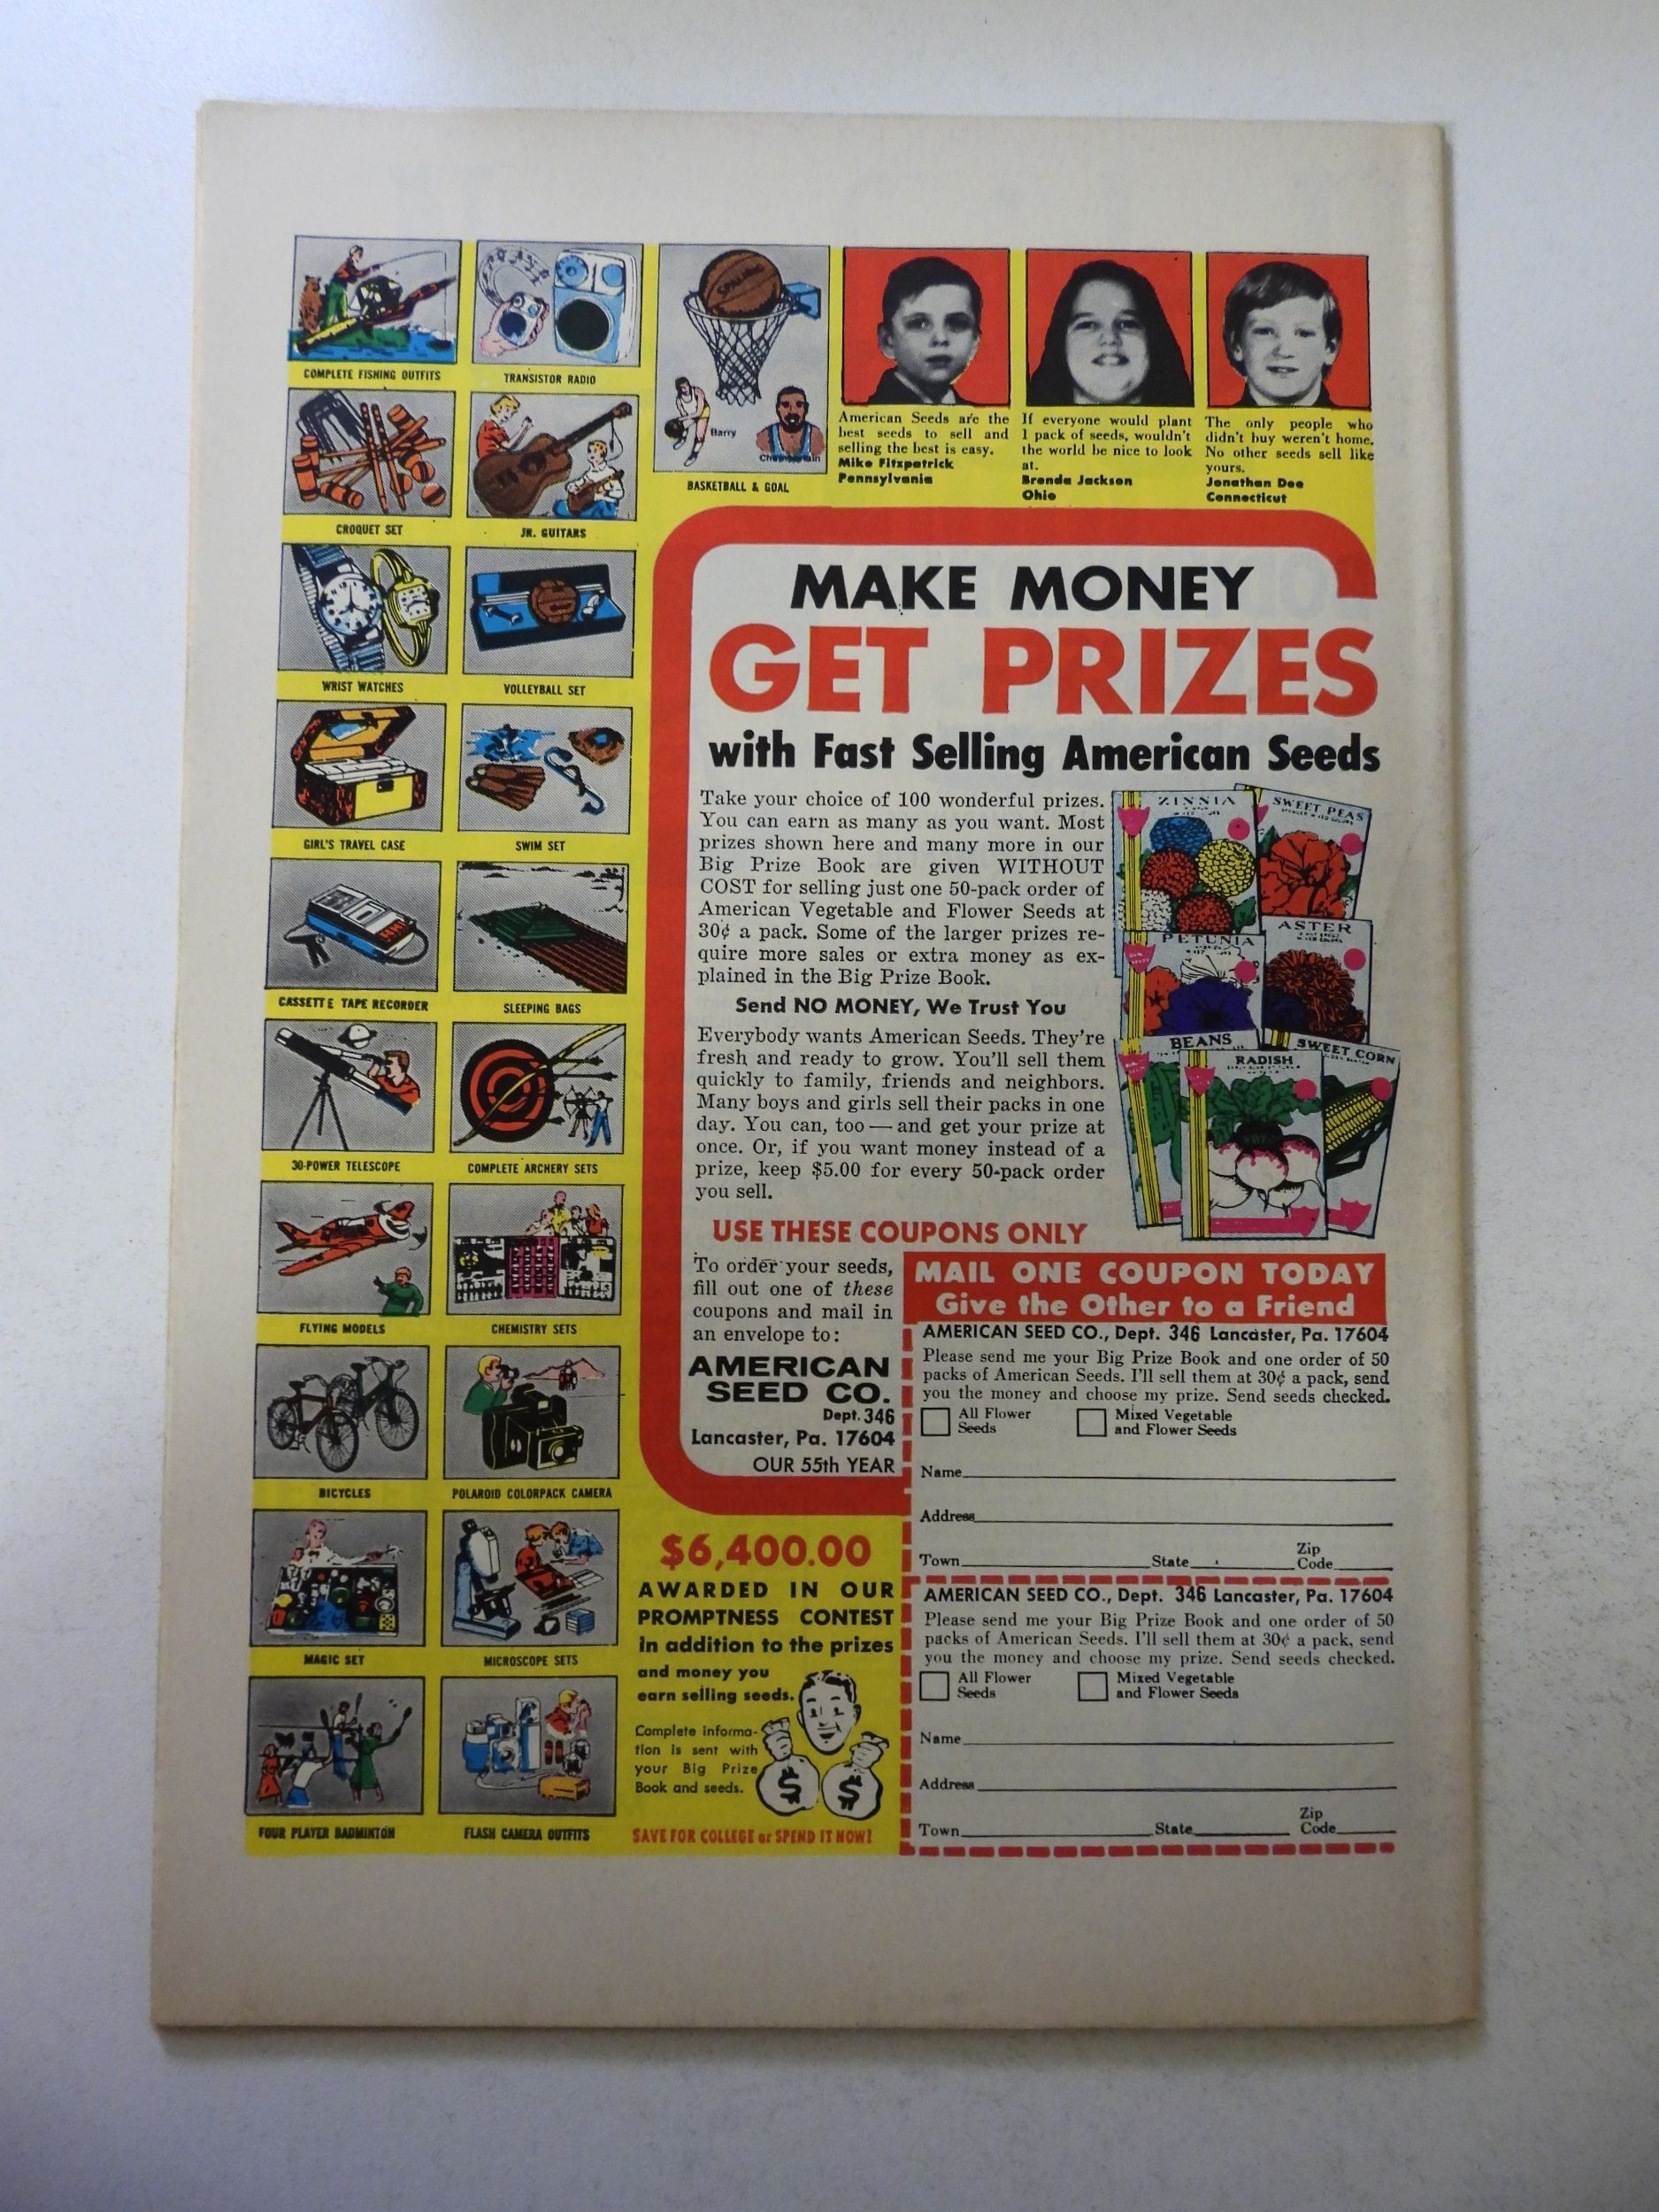 COMPLETE FISHING OUTFITS
TRANSISTOR RADIO
SPALDING
Barry
Chamberlain
BASKETBALL & GOAL
CROQUET SET
JR. GUITARS
WRIST WATCHES
VOLLEYBALL SET
GIRL'S TRAVEL CASE
SWIM SET
CASSETTE TAPE RECORDER
SLEEPING BAGS
30-POWER TELESCOPE
COMPLETE ARCHERY SETS
FLYING MODELS
CHEMISTRY SETS
BICYCLES
POLAROID COLORPACK CAMERA
MAGIC SET
MICROSCOPE SETS
FOUR PLAYER BADMINTON
FLASH CAMERA OUTFITS
American Seeds are the
best seeds to sell and
selling the best is easy.
Mike Fitzpatrick
Pennsylvania
If everyone would plant
1 pack of seeds, wouldn't
the world be nice to look
at.
Brenda Jackson
Ohio
The only people who
didn't buy weren't home.
No other seeds sell like
yours.
Jonathan Dee
Connecticut
MAKE MONEY
GET PRIZES
with Fast Selling American Seeds
Take your choice of 100 wonderful prizes.
You can earn as many as you want. Most
prizes shown here and many more in our
Big Prize Book are given WITHOUT
COST for selling just one 50-pack order of
American Vegetable and Flower Seeds at
30¢ a pack. Some of the larger prizes re-
quire more sales or extra money as ex-
plained in the Big Prize Book.
Send NO MONEY, We Trust You
Everybody wants American Seeds. They're
fresh and ready to grow. You'll sell them
quickly to family, friends and neighbors.
Many boys and girls sell their packs in one
day. You can, too — and get your prize at
once. Or, if you want money instead of a
prize, keep $5.00 for every 50-pack order
you sell.
ZINNIA
SWEET PEAS
PETUNIA
ASTER
BEANS
RADISH
SWEET CORN
USE THESE COUPONS ONLY
To order your seeds,
fill out one of these
coupons and mail in
an envelope to:
AMERICAN
SEED CO.
Dept. 346
Lancaster, Pa. 17604
OUR 55th YEAR
$6,400.00
AWARDED IN OUR
PROMPTNESS CONTEST
in addition to the prizes
and money you
earn selling seeds.
Complete informa-
tion is sent with
your Big Prize
Book and seeds.
$ $
SAVE FOR COLLEGE or SPEND IT NOW!
MAIL ONE COUPON TODAY
Give the Other to a Friend
AMERICAN SEED CO., Dept. 346 Lancaster, Pa. 17604
Please send me your Big Prize Book and one order of 50
packs of American Seeds. I'll sell them at 30¢ a pack, send
you the money and choose my prize. Send seeds checked.
All Flower
Seeds
Mixed Vegetable
and Flower Seeds
Name
Address
Town State Zip
Code
AMERICAN SEED CO., Dept. 346 Lancaster, Pa. 17604
Please send me your Big Prize Book and one order of 50
packs of American Seeds. I'll sell them at 30¢ a pack, send
you the money and choose my prize. Send seeds checked.
All Flower
Seeds
Mixed Vegetable
and Flower Seeds
Name
Address
Town State Zip
Code